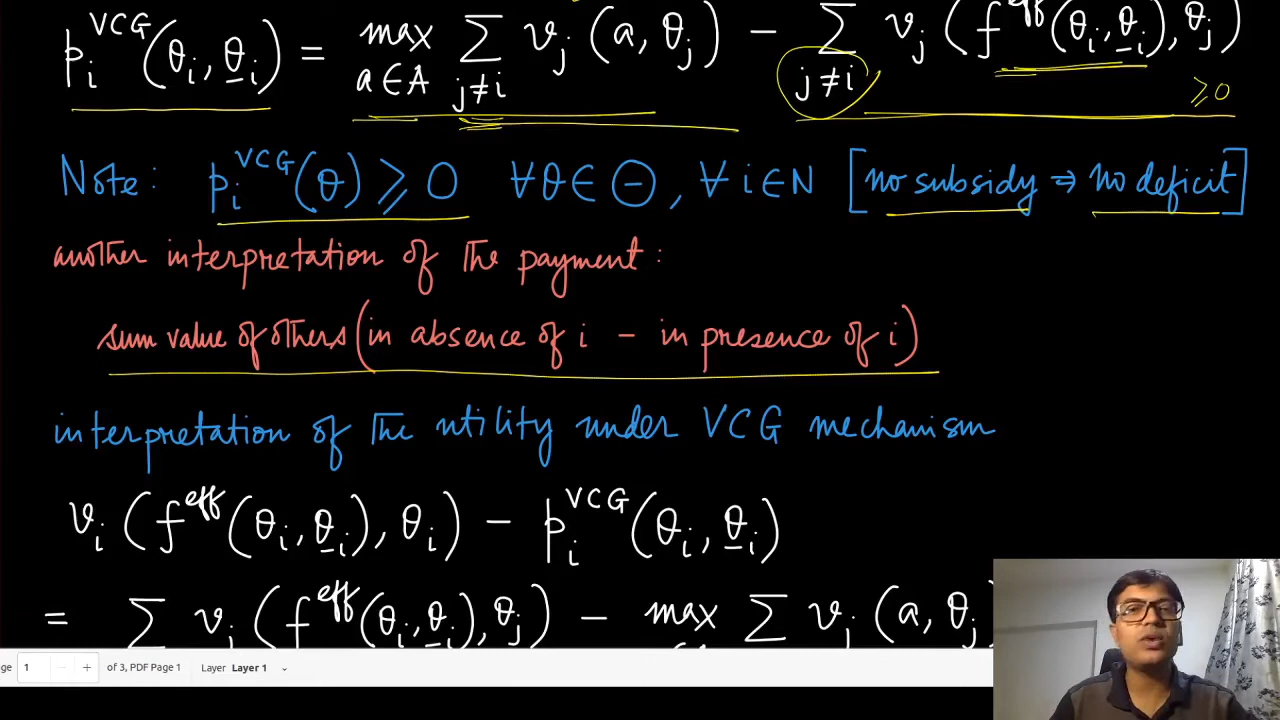 p_i^VCG (θ_i, θ_-i) = max_{a∈A} Σ_{j≠i} v_j (a, θ_j) − Σ_{j≠i} v_j (f^eff (θ_i, θ_-i), θ_j)
≥ 0
Note: p_i^VCG (θ) ≥ 0 ∀θ ∈ Θ, ∀ i ∈ N [no subsidy ⇒ no deficit]
another interpretation of the payment:
sum value of others (in absence of i − in presence of i)
interpretation of the utility under VCG mechanism
v_i (f^eff (θ_i, θ_-i), θ_i) − p_i^VCG (θ_i, θ_-i)
= Σ v_j (f^eff (θ_i, θ_-i), θ_j) − max Σ v_j (a, θ_j)
ge 1 − + of 3, PDF Page 1 Layer Layer 1